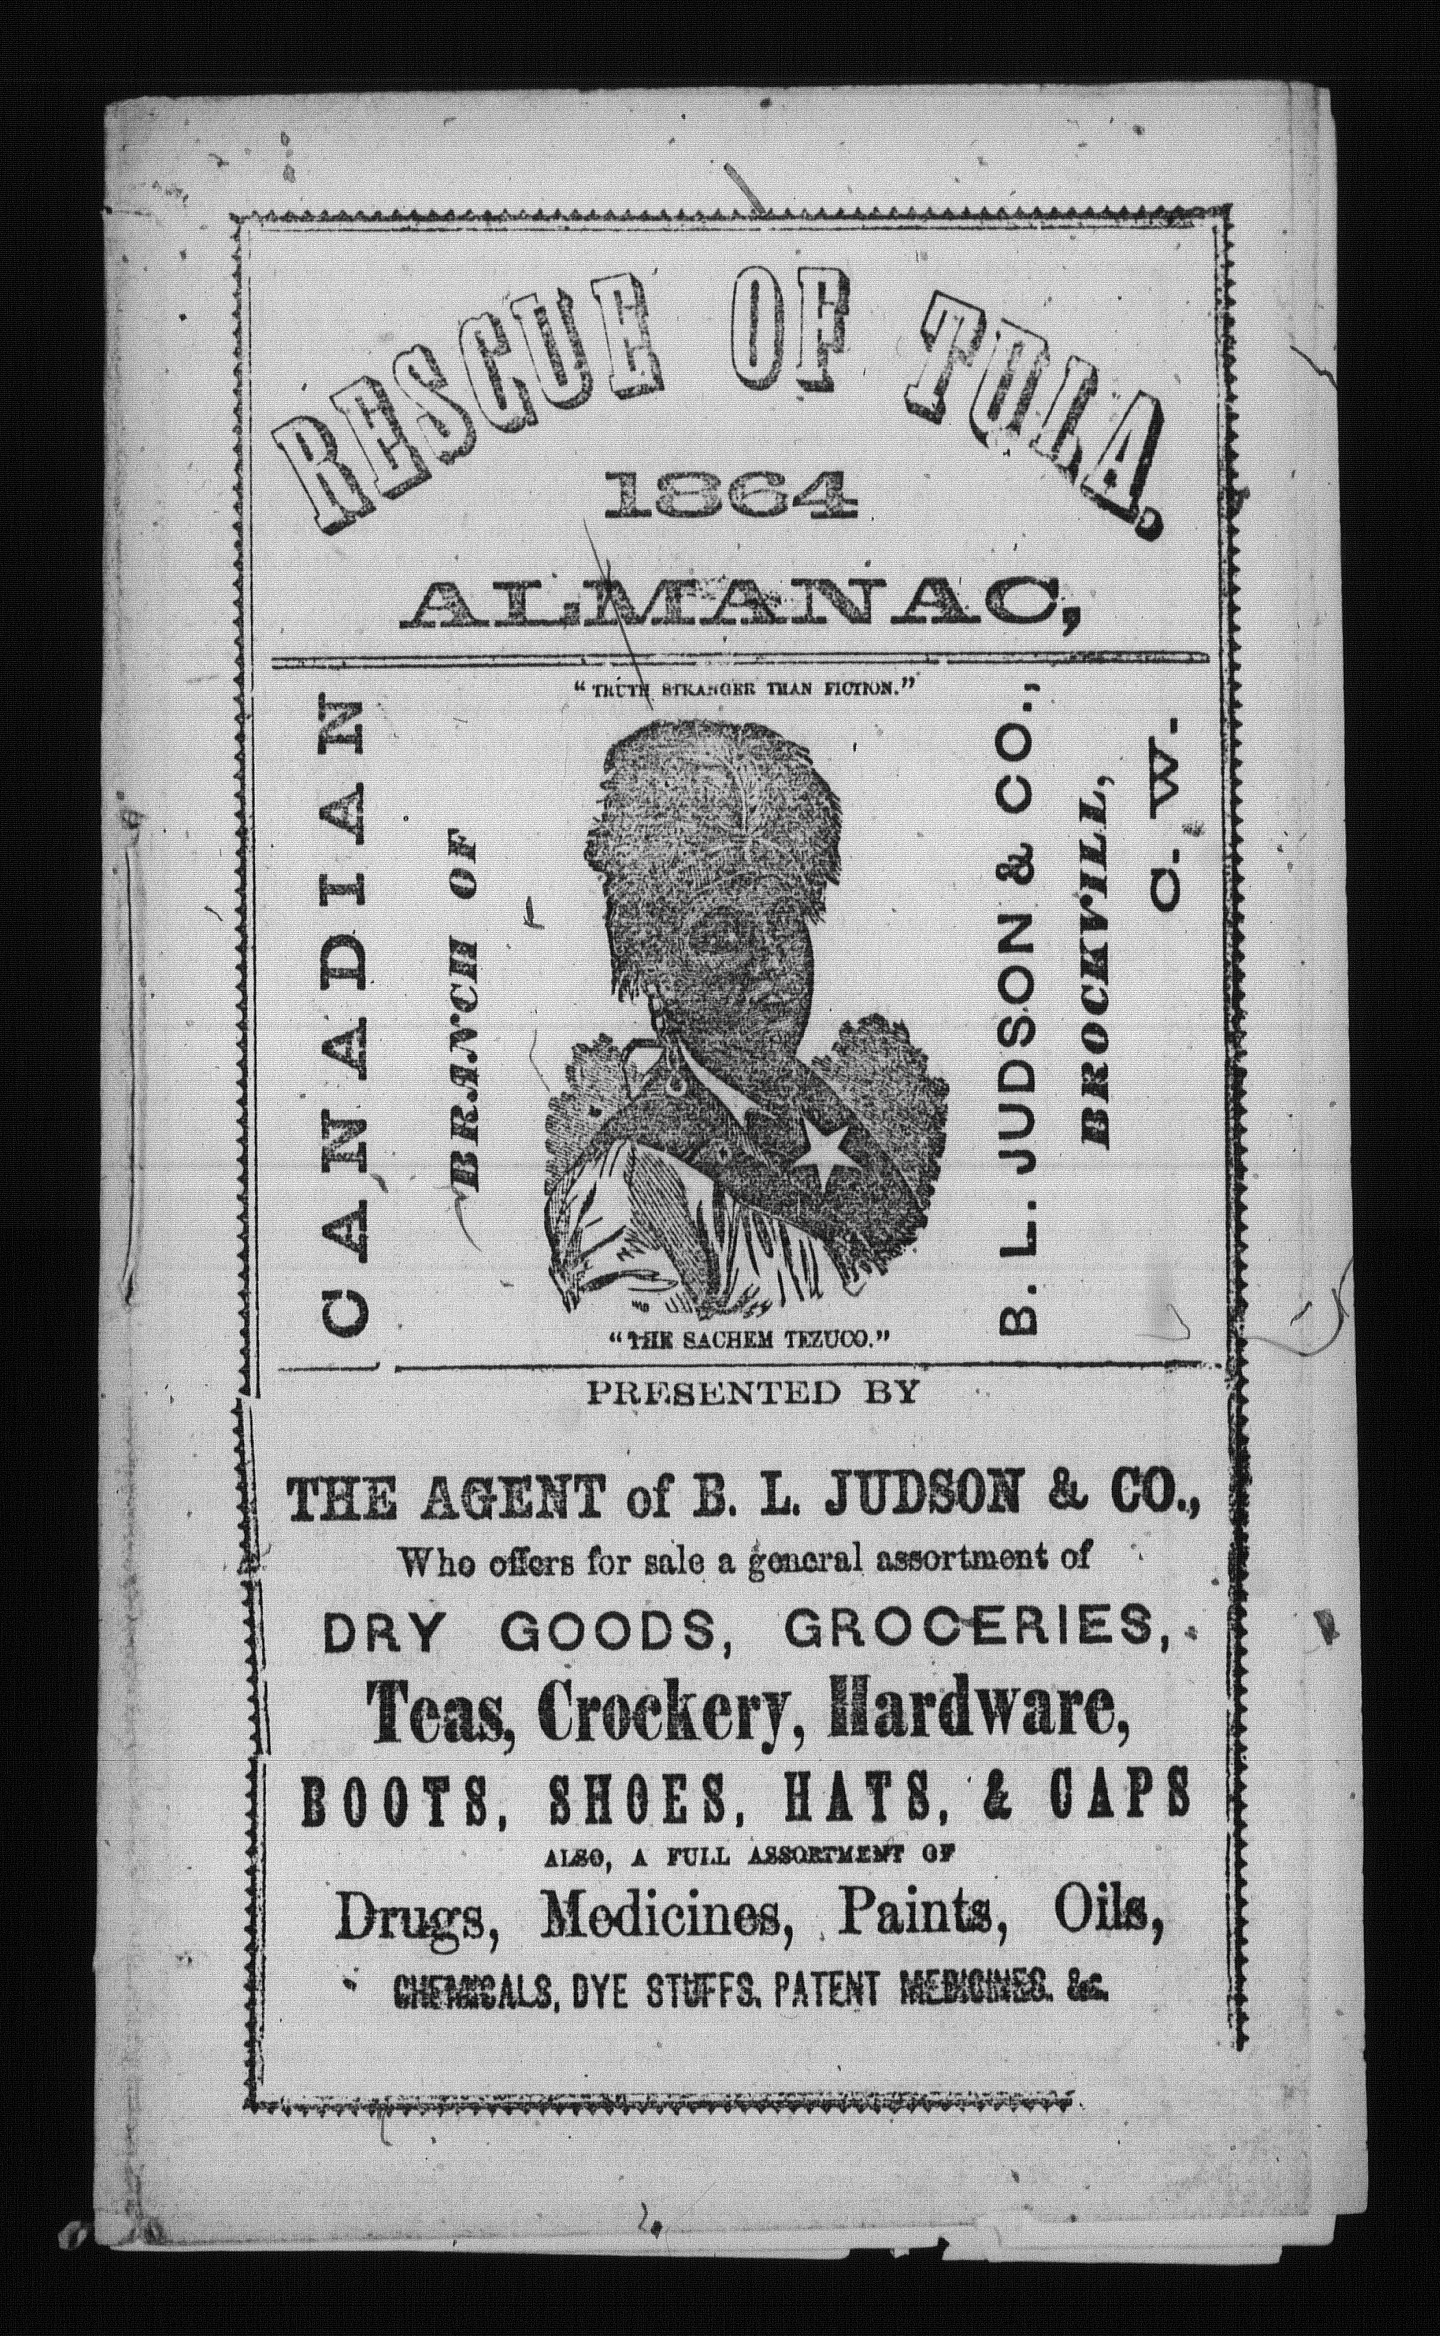 RESCUE OF TULA.
1864
ALMANAC,
"TRUTH STRANGER THAN FICTION."
CANADIAN
BRANCH OF
B. L. JUDSON & CO.,
BROCKVILL,
C. W.
"THE SACHEM TEZUCO."
PRESENTED BY
THE AGENT of B. L. JUDSON & CO.,
Who offers for sale a general assortment of
DRY GOODS, GROCERIES,
Teas, Crockery, Hardware,
BOOTS, SHOES, HATS, & CAPS
ALSO, A FULL ASSORTMENT OF
Drugs, Medicines, Paints, Oils,
CHEMICALS, DYE STUFFS, PATENT MEDICINES. &c.